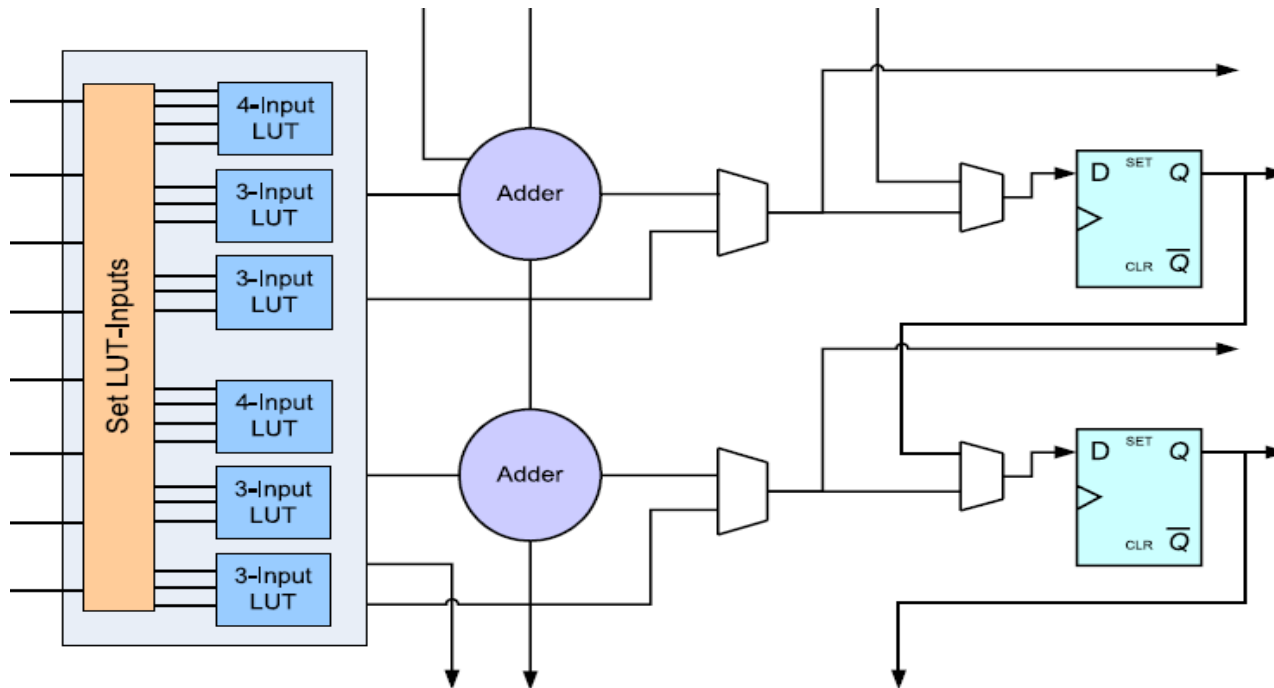 Set LUT-Inputs
4-Input
LUT
3-Input
LUT
3-Input
LUT
4-Input
LUT
3-Input
LUT
3-Input
LUT
Adder
Adder
D SET Q
CLR Q̅
D SET Q
CLR Q̅